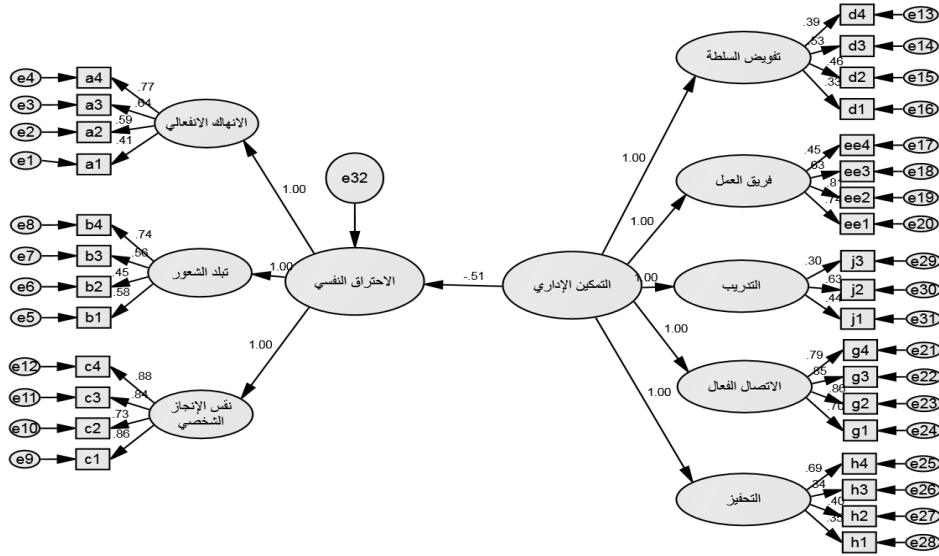 e4
a4
.77
e3
a3
.64
e2
a2
.59
e1
a1
.41
الانهاك الانفعالي
1.00
e32
e8
b4
.74
e7
b3
.56
e6
b2
.45
e5
b1
.58
تبلد الشعور
1.00
الاحتراق النفسي
-.51
التمكين الإداري
e12
c4
.88
e11
c3
.84
e10
c2
.73
e9
c1
.86
نقس الإنجاز
الشخصي
1.00
تفويض السلطة
1.00
.39
d4
e13
.53
d3
e14
.46
d2
e15
.33
d1
e16
فريق العمل
1.00
.45
ee4
e17
.63
ee3
e18
.81
ee2
e19
.74
ee1
e20
التدريب
1.00
.30
j3
e29
.63
j2
e30
.44
j1
e31
الاتصال الفعال
1.00
.79
g4
e21
.85
g3
e22
.86
g2
e23
.70
g1
e24
التحفيز
1.00
.69
h4
e25
.34
h3
e26
.40
h2
e27
.35
h1
e28